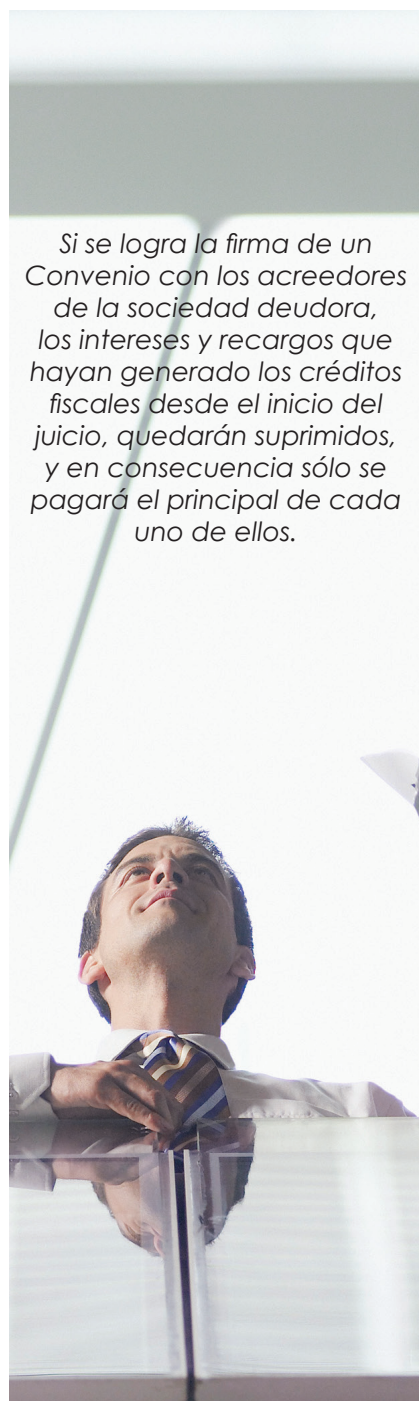 Si se logra la firma de un
Convenio con los acreedores
de la sociedad deudora,
los intereses y recargos que
hayan generado los créditos
fiscales desde el inicio del
juicio, quedarán suprimidos,
y en consecuencia sólo se
pagará el principal de cada
uno de ellos.